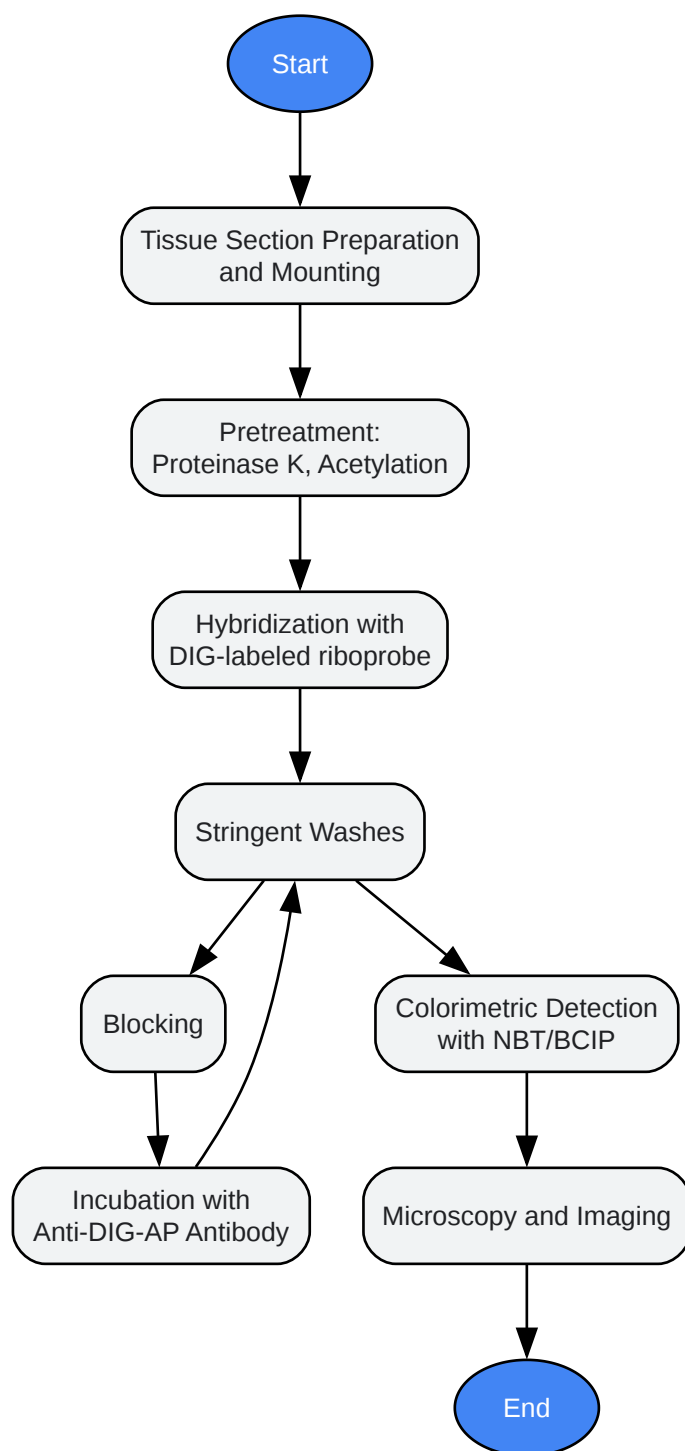 Start
Tissue Section Preparation
and Mounting
Pretreatment:
Proteinase K, Acetylation
Hybridization with
DIG-labeled riboprobe
Stringent Washes
Blocking
Colorimetric Detection
with NBT/BCIP
Incubation with
Anti-DIG-AP Antibody
Microscopy and Imaging
End